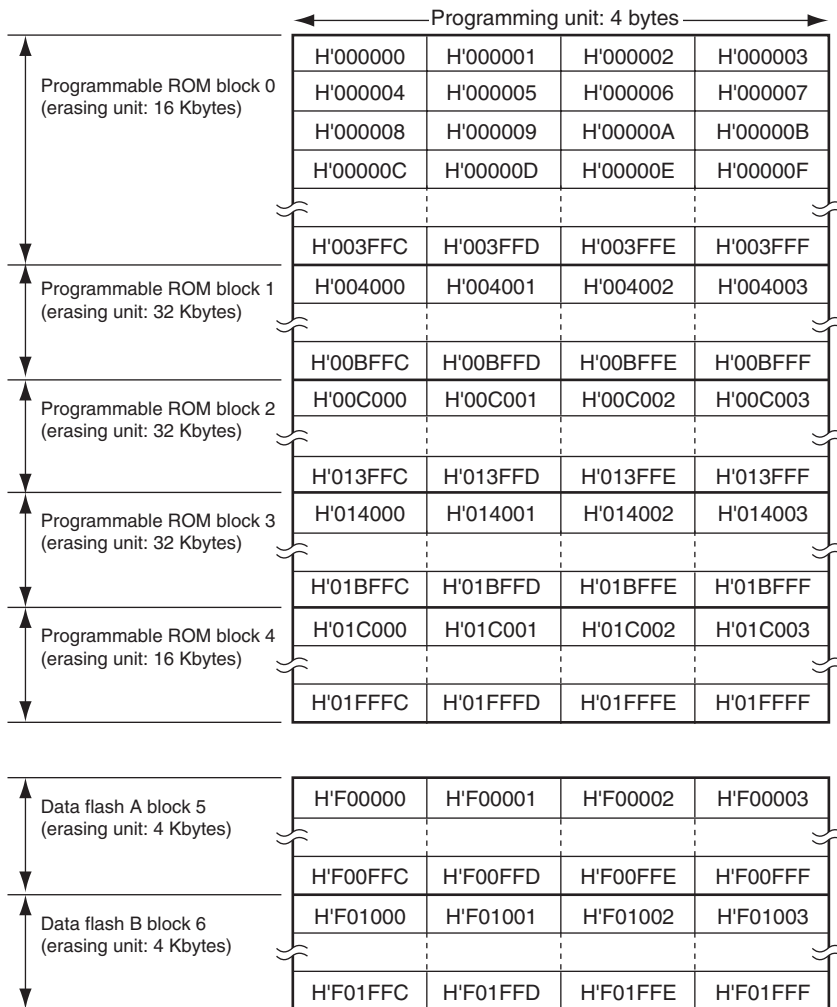 Programming unit: 4 bytes
Programmable ROM block 0
(erasing unit: 16 Kbytes)
H'000000 H'000001 H'000002 H'000003
H'000004 H'000005 H'000006 H'000007
H'000008 H'000009 H'00000A H'00000B
H'00000C H'00000D H'00000E H'00000F
H'003FFC H'003FFD H'003FFE H'003FFF
Programmable ROM block 1
(erasing unit: 32 Kbytes)
H'004000 H'004001 H'004002 H'004003
H'00BFFC H'00BFFD H'00BFFE H'00BFFF
Programmable ROM block 2
(erasing unit: 32 Kbytes)
H'00C000 H'00C001 H'00C002 H'00C003
H'013FFC H'013FFD H'013FFE H'013FFF
Programmable ROM block 3
(erasing unit: 32 Kbytes)
H'014000 H'014001 H'014002 H'014003
H'01BFFC H'01BFFD H'01BFFE H'01BFFF
Programmable ROM block 4
(erasing unit: 16 Kbytes)
H'01C000 H'01C001 H'01C002 H'01C003
H'01FFFC H'01FFFD H'01FFFE H'01FFFF
Data flash A block 5
(erasing unit: 4 Kbytes)
H'F00000 H'F00001 H'F00002 H'F00003
H'F00FFC H'F00FFD H'F00FFE H'F00FFF
Data flash B block 6
(erasing unit: 4 Kbytes)
H'F01000 H'F01001 H'F01002 H'F01003
H'F01FFC H'F01FFD H'F01FFE H'F01FFF